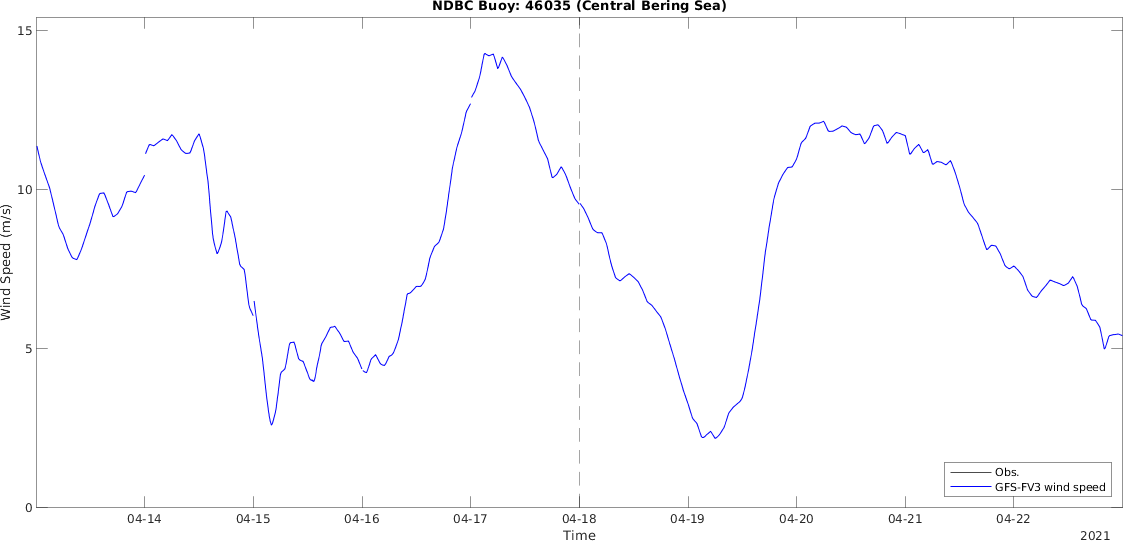 NDBC Buoy: 46035 (Central Bering Sea)
15
10
5
0
Wind Speed (m/s)
04-14 04-15 04-16 04-17 04-18 04-19 04-20 04-21 04-22
Time
2021
Obs.
GFS-FV3 wind speed